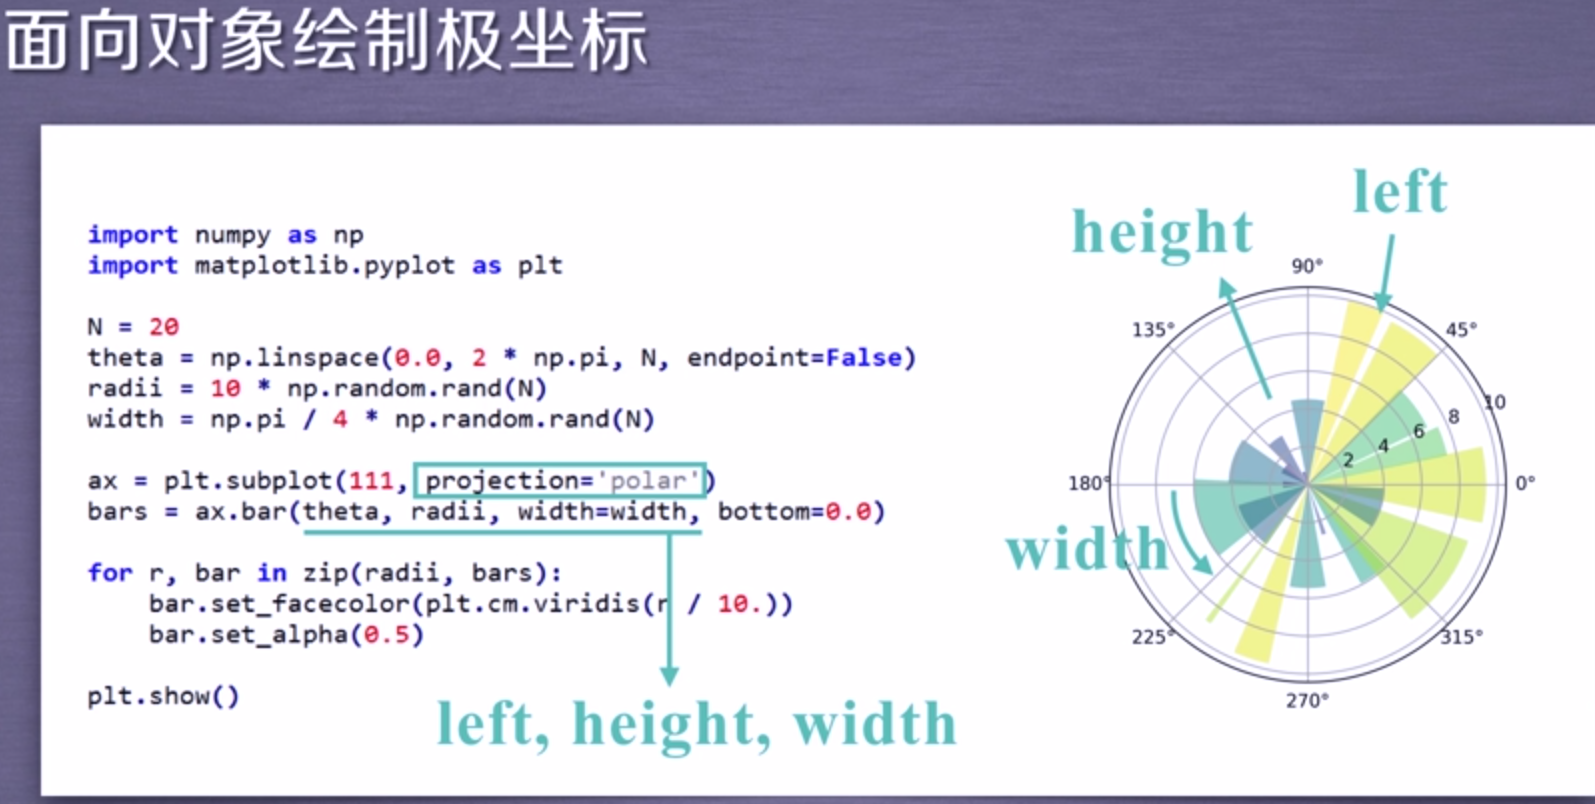 面向对象绘制极坐标
import numpy as np
import matplotlib.pyplot as plt
N = 20
theta = np.linspace(0.0, 2 * np.pi, N, endpoint=False)
radii = 10 * np.random.rand(N)
width = np.pi / 4 * np.random.rand(N)
ax = plt.subplot(111, projection='polar')
bars = ax.bar(theta, radii, width=width, bottom=0.0)
for r, bar in zip(radii, bars):
    bar.set_facecolor(plt.cm.viridis(r / 10.))
    bar.set_alpha(0.5)
plt.show()
left, height, width
left
height
90°
135°
45°
10
8
6
4
2
180°
0°
width
225°
315°
270°